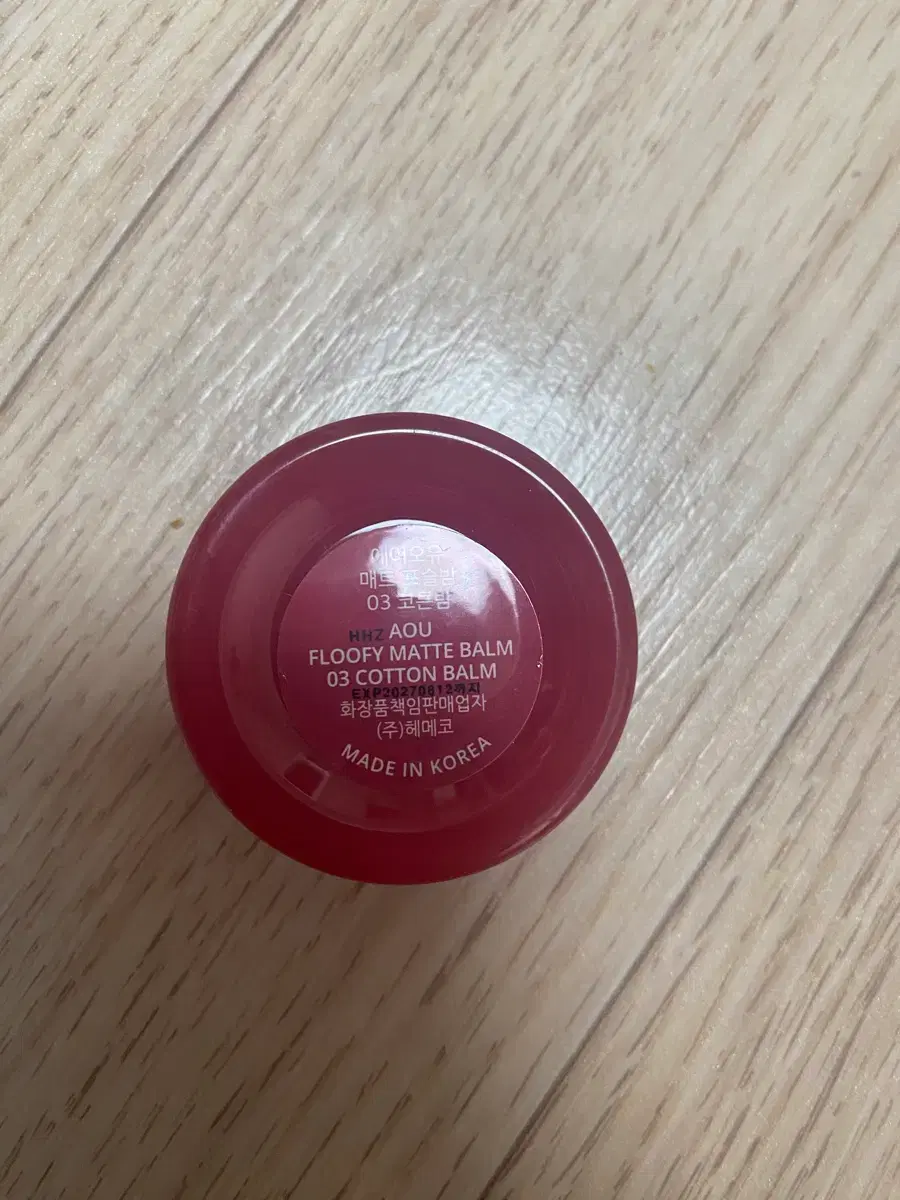 에이오유
매트 포슬밤
03 코튼밤
HHZ AOU
FLOOFY MATTE BALM
03 COTTON BALM
EXP20270812까지
화장품책임판매업자
(주)헤메코
MADE IN KOREA